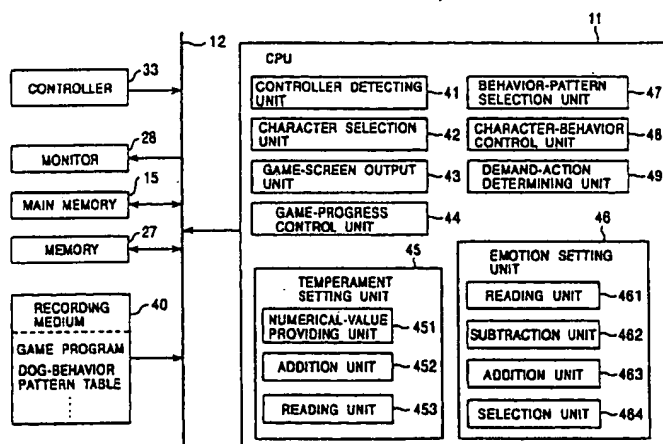 12
11
33
CONTROLLER
28
MONITOR
15
MAIN MEMORY
27
MEMORY
40
RECORDING
MEDIUM
GAME PROGRAM
DOG-BEHAVIOR
PATTERN TABLE
CPU
CONTROLLER DETECTING
UNIT
41
CHARACTER SELECTION
UNIT
42
GAME-SCREEN OUTPUT
UNIT
43
GAME-PROGRESS
CONTROL UNIT
44
BEHAVIOR-PATTERN
SELECTION UNIT
47
CHARACTER-BEHAVIOR
CONTROL UNIT
48
DEMAND-ACTION
DETERMINING UNIT
49
45
TEMPERAMENT
SETTING UNIT
NUMERICAL-VALUE
PROVIDING UNIT
451
ADDITION UNIT
452
READING UNIT
453
46
EMOTION SETTING
UNIT
READING UNIT
461
SUBTRACTION UNIT
462
ADDITION UNIT
463
SELECTION UNIT
464